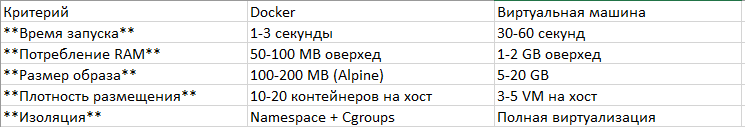 Критерий Docker Виртуальная машина
**Время запуска** 1-3 секунды 30-60 секунд
**Потребление RAM** 50-100 MB оверхед 1-2 GB оверхед
**Размер образа** 100-200 MB (Alpine) 5-20 GB
**Плотность размещения** 10-20 контейнеров на хост 3-5 VM на хост
**Изоляция** Namespace + Cgroups Полная виртуализация